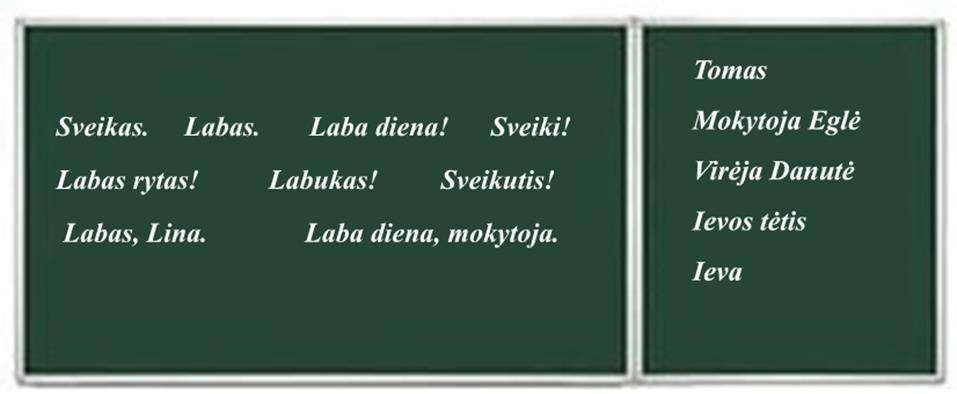 Sveikas. Labas. Laba diena! Sveiki!
Labas rytas! Labukas! Sveikutis!
Labas, Lina. Laba diena, mokytoja.
Tomas
Mokytoja Eglė
Virėja Danutė
Ievos tėtis
Ieva